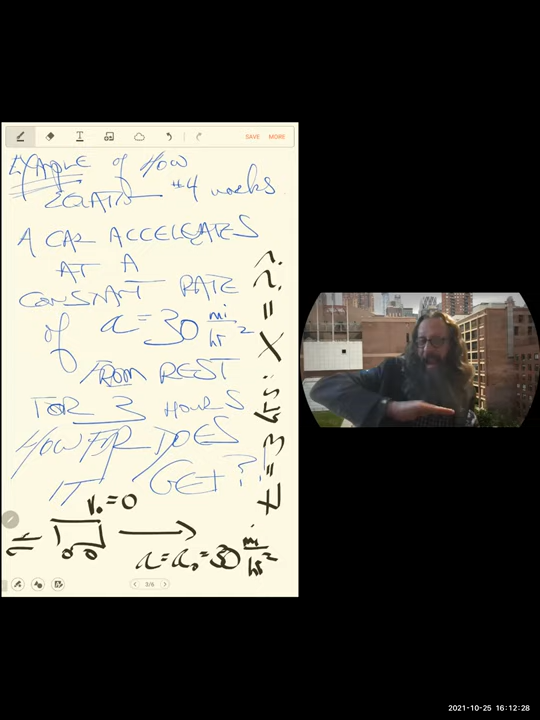 SAVE MORE
EXAMPLE of HOW
EQUATION #4 works
A CAR ACCELERATES
AT A
CONSTANT RATE
of a = 30 mi/hr²
FROM REST
FOR 3 HOURS
HOW FAR DOES
IT GET?
V₀ = 0
a = a₀ = 30 mi/hr²
t = 3 hrs: X = ??
3/6
2021-10-25 16:12:28